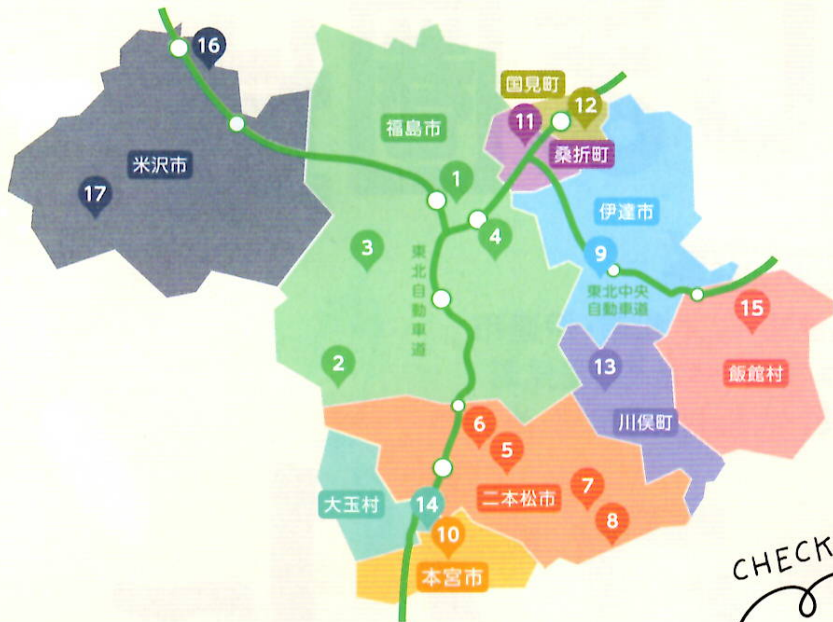 16
国見町
12
福島市
11
桑折町
米沢市
17
1
伊達市
4
3
東北自動車道
9
東北中央
自動車道
15
2
13
飯館村
6
川俣町
5
7
大玉村
14
二本松市
8
10
本宮市
CHECK